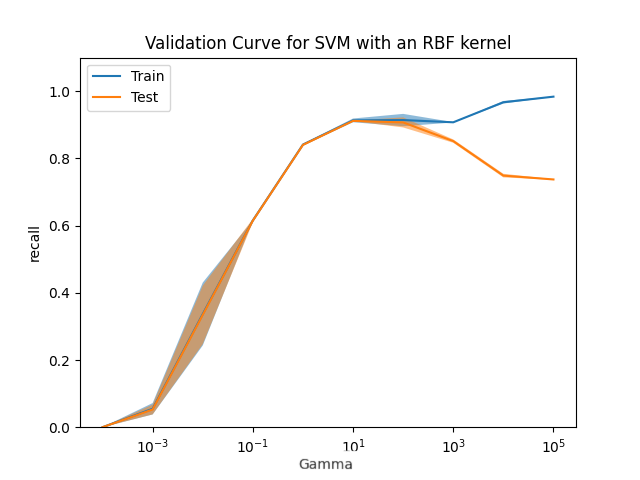 Validation Curve for SVM with an RBF kernel
Train
Test
1.0
0.8
0.6
0.4
0.2
0.0
recall
10⁻³ 10⁻¹ 10¹ 10³ 10⁵
Gamma